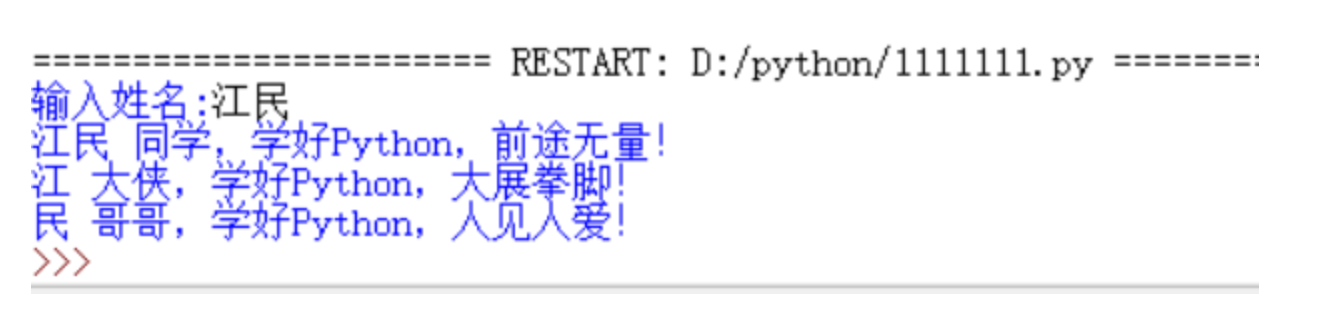 ====================== RESTART: D:/python/1111111.py =======
输入姓名:江民
江民 同学，学好Python，前途无量!
江 大侠，学好Python，大展拳脚!
民 哥哥，学好Python，人见人爱!
>>>